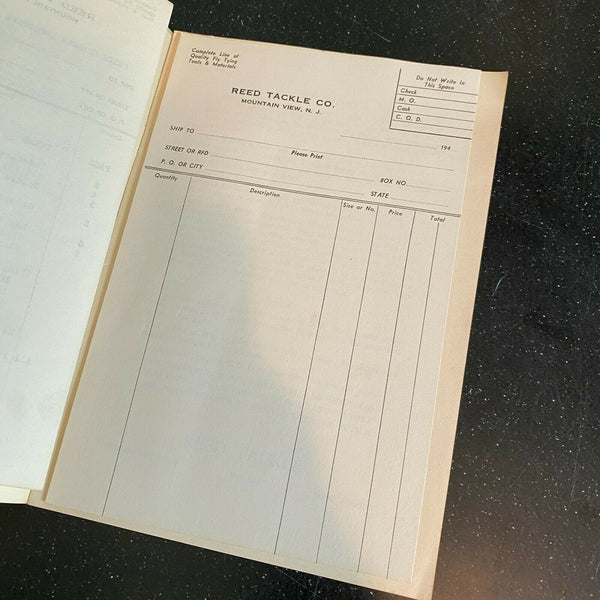 Complete Line of
Quality Fly Tying
Tools & Materials
REED TACKLE CO.
MOUNTAIN VIEW, N. J.
Do Not Write In
This Space
Check
M. O.
Cash
C. O. D.
194
SHIP TO
Please Print
STREET OR RFD
BOX NO.
P. O. OR CITY
STATE
Quantity Description Size or No. Price Total